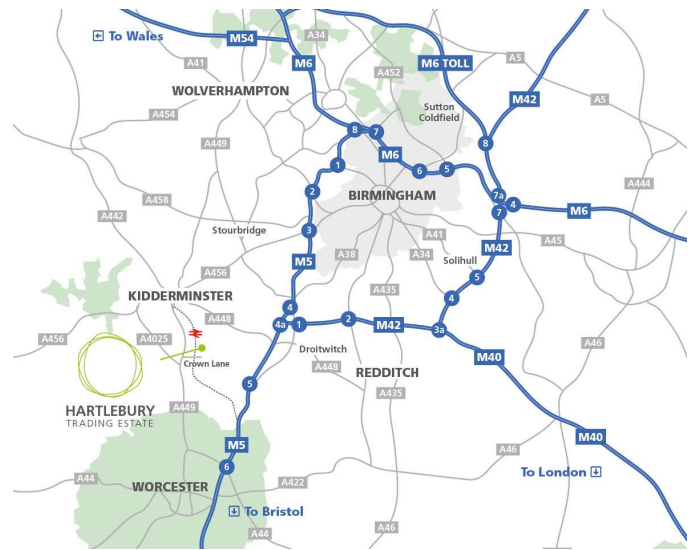 To Wales
M54
A34
M6
A41
A452
M6 TOLL
A5
WOLVERHAMPTON
M42
A5
Sutton
Coldfield
A454
A449
8
7
M6
8
1
6
5
A444
2
BIRMINGHAM
7a
4
A458
7
M6
A442
Stourbridge
3
A41
M42
A45
A38
A34
Solihull
M5
A456
5
A435
KIDDERMINSTER
4
4
A448
4a
1
2
M42
3a
A456
A4025
Droitwitch
A46
M40
Crown Lane
A448
REDDITCH
5
A435
HARTLEBURY
TRADING ESTATE
A449
M40
M5
A46
6
To London
A44
A422
WORCESTER
To Bristol
A46
A44